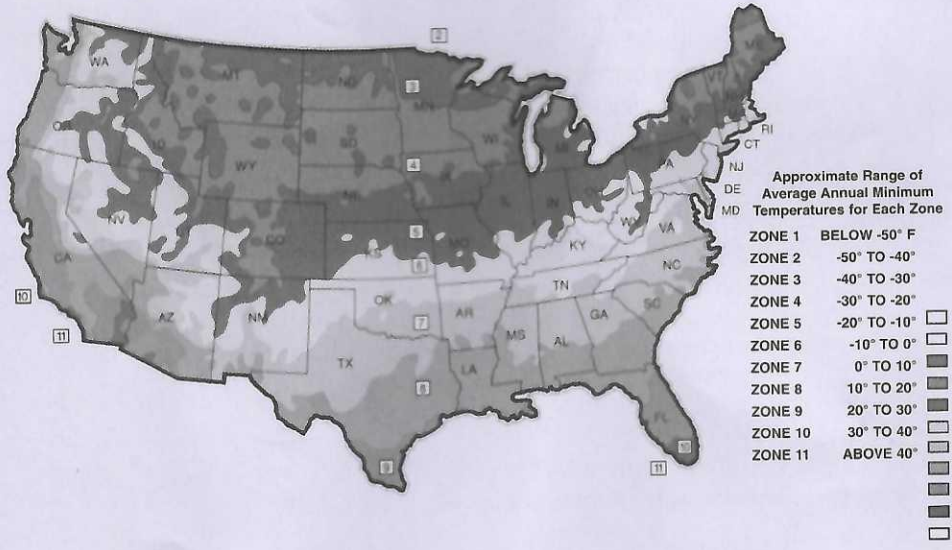 2
WA
MT
ND
3
MN
ME
VT
OR
ID
WY
SD
WI
MI
RI
CT
4
PA
NJ
NE
IL
IN
DE
MD
NV
CO
5
MO
WV
VA
KS
6
KY
CA
NC
TN
OK
10
AZ
NM
7
AR
SC
11
MS
AL
GA
TX
LA
8
FL
9
10
11
Approximate Range of
Average Annual Minimum
Temperatures for Each Zone
ZONE 1 BELOW -50° F
ZONE 2 -50° TO -40°
ZONE 3 -40° TO -30°
ZONE 4 -30° TO -20°
ZONE 5 -20° TO -10°
ZONE 6 -10° TO 0°
ZONE 7 0° TO 10°
ZONE 8 10° TO 20°
ZONE 9 20° TO 30°
ZONE 10 30° TO 40°
ZONE 11 ABOVE 40°